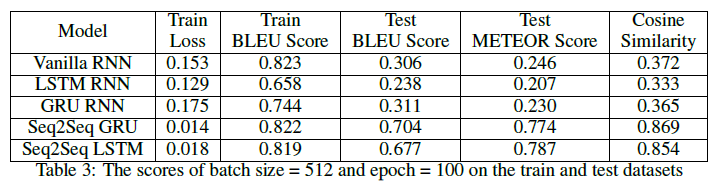 Model Train Loss Train BLEU Score Test BLEU Score Test METEOR Score Cosine Similarity
Vanilla RNN 0.153 0.823 0.306 0.246 0.372
LSTM RNN 0.129 0.658 0.238 0.207 0.333
GRU RNN 0.175 0.744 0.311 0.230 0.365
Seq2Seq GRU 0.014 0.822 0.704 0.774 0.869
Seq2Seq LSTM 0.018 0.819 0.677 0.787 0.854
Table 3: The scores of batch size = 512 and epoch = 100 on the train and test datasets